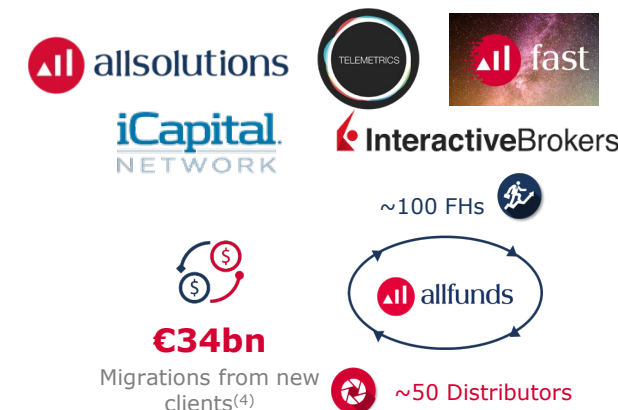 allsolutions
TELEMETRICS
fast
iCapital.
NETWORK
InteractiveBrokers
~100 FHs
$
$
allfunds
€34bn
Migrations from new
clients(4)
~50 Distributors